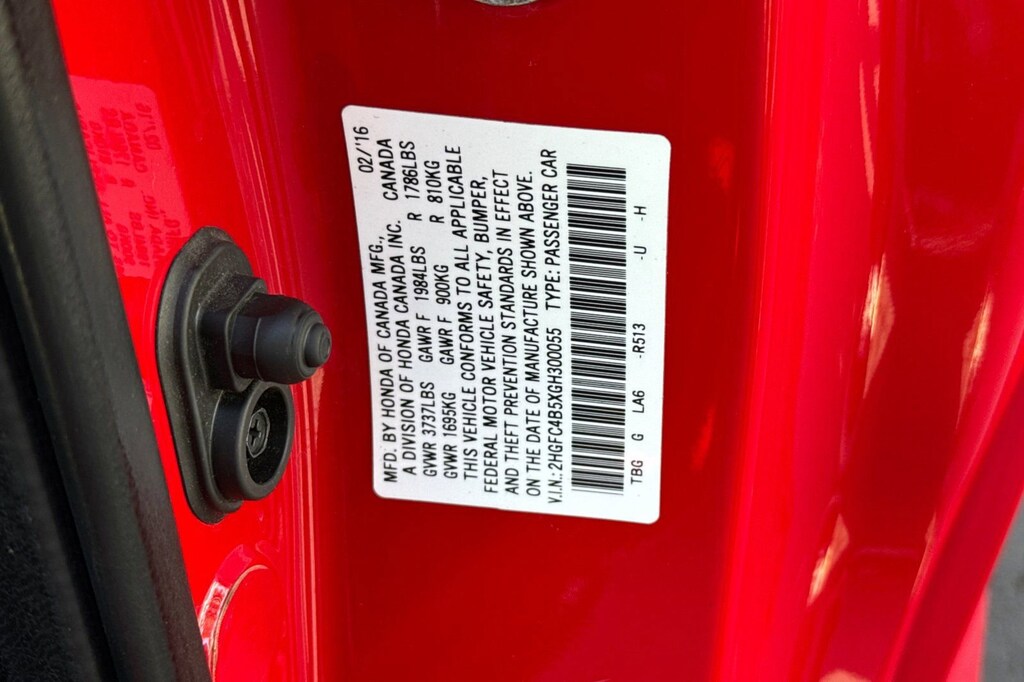 02/'16
MFD. BY HONDA OF CANADA MFG.,
A DIVISION OF HONDA CANADA INC. CANADA
GVWR 3737LBS GAWR F 1984LBS R 1786LBS
GVWR 1695KG GAWR F 900KG R 810KG
THIS VEHICLE CONFORMS TO ALL APPLICABLE
FEDERAL MOTOR VEHICLE SAFETY, BUMPER,
AND THEFT PREVENTION STANDARDS IN EFFECT
ON THE DATE OF MANUFACTURE SHOWN ABOVE.
V.I.N.:2HGFC4B5XGH300055 TYPE: PASSENGER CAR
TBG G LA6 -R513 -U -H